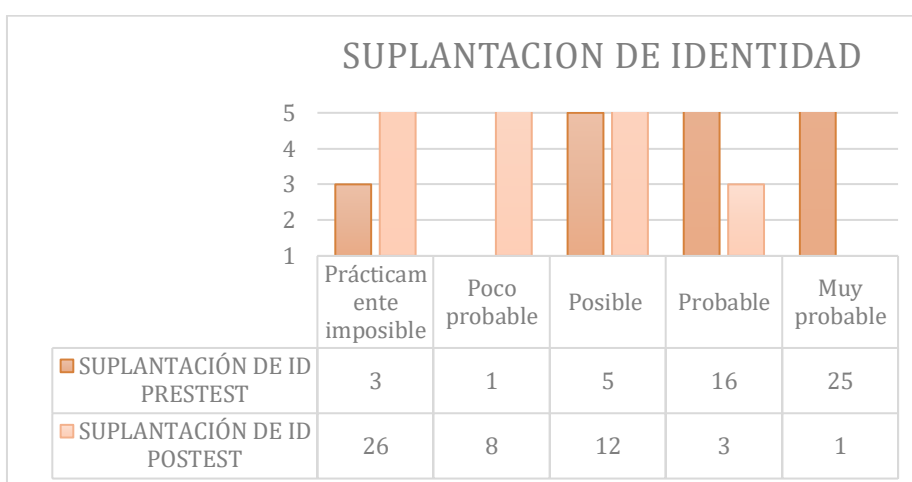 SUPLANTACION DE IDENTIDAD
5
4
3
2
1
Prácticam
ente
imposible
Poco
probable
Posible
Probable
Muy
probable
SUPLANTACIÓN DE ID
PRESTEST
3
1
5
16
25
SUPLANTACIÓN DE ID
POSTEST
26
8
12
3
1